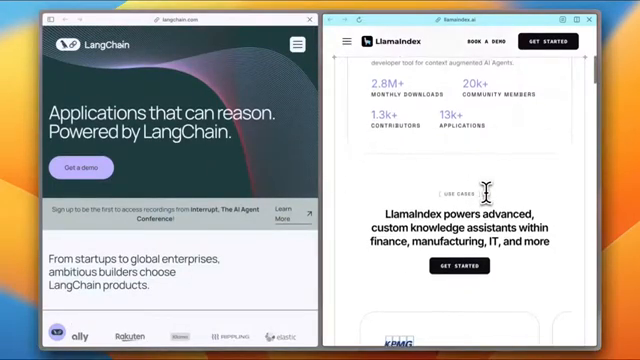 langchain.com
LangChain
Applications that can reason.
Powered by LangChain.
Get a demo
Sign up to be the first to access recordings from Interrupt, The AI Agent
Conference!
Learn
More
From startups to global enterprises,
ambitious builders choose
LangChain products.
ally
Rakuten
RIPPLING
elastic
llamaindex.ai
LlamaIndex
BOOK A DEMO
GET STARTED
developer tool for context augmented AI Agents.
2.8M+
MONTHLY DOWNLOADS
20k+
COMMUNITY MEMBERS
1.3k+
CONTRIBUTORS
13k+
APPLICATIONS
USE CASES
LlamaIndex powers advanced,
custom knowledge assistants within
finance, manufacturing, IT, and more
GET STARTED
KPMG